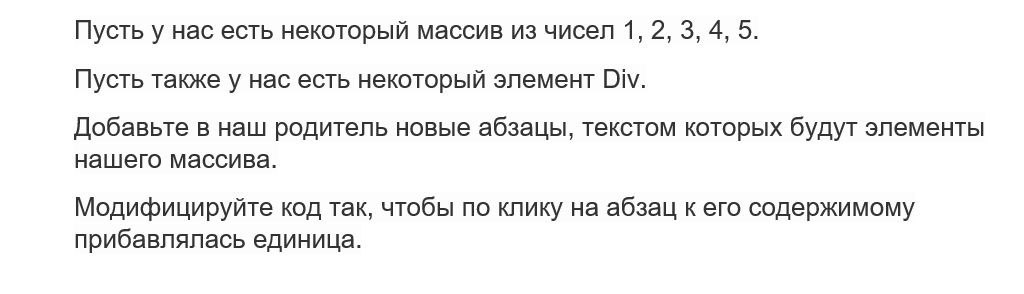 Пусть у нас есть некоторый массив из чисел 1, 2, 3, 4, 5.
Пусть также у нас есть некоторый элемент Div.
Добавьте в наш родитель новые абзацы, текстом которых будут элементы
нашего массива.
Модифицируйте код так, чтобы по клику на абзац к его содержимому
прибавлялась единица.